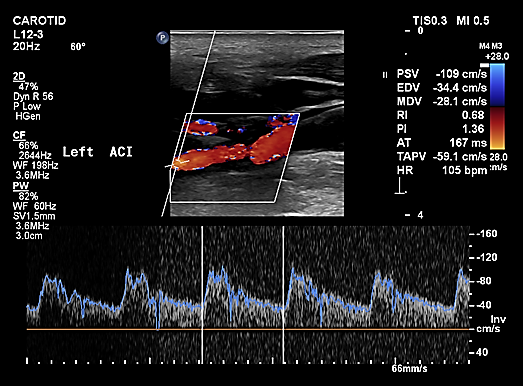 CAROTID
TIS0.3 MI 0.5
L12-3
20Hz
60°
P
0
M4 M3
+28.0
2D
47%
Dyn R 56
P Low
HGen
CF
66%
2644Hz
WF 198Hz
3.6MHz
PW
82%
WF 60Hz
SV1.5mm
3.6MHz
3.0cm
Left ACI
PSV -109 cm/s
EDV -34.4 cm/s
MDV -28.1 cm/s
RI 0.68
PI 1.36
AT 167 ms
TAPV -59.1 cm/s
HR 105 bpm
28.0
4
-160
-120
-80
-40
Inv
cm/s
40
66mm/s